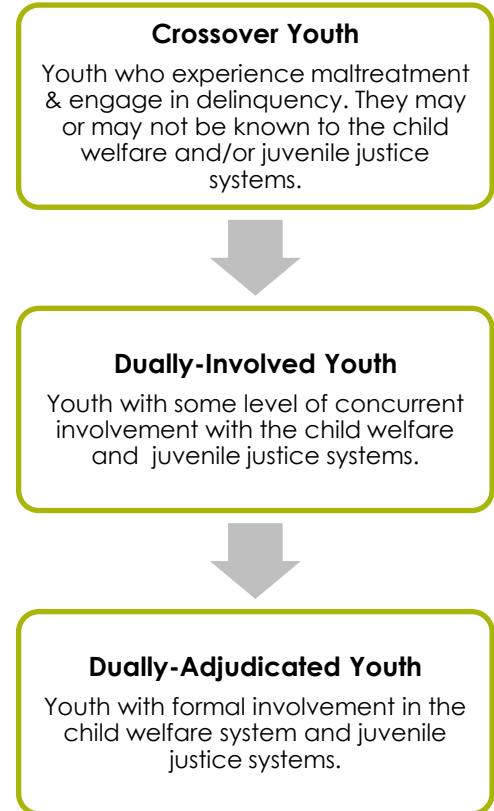 Crossover Youth
Youth who experience maltreatment
& engage in delinquency. They may
or may not be known to the child
welfare and/or juvenile justice
systems.
Dually-Involved Youth
Youth with some level of concurrent
involvement with the child welfare
and juvenile justice systems.
Dually-Adjudicated Youth
Youth with formal involvement in the
child welfare system and juvenile
justice systems.